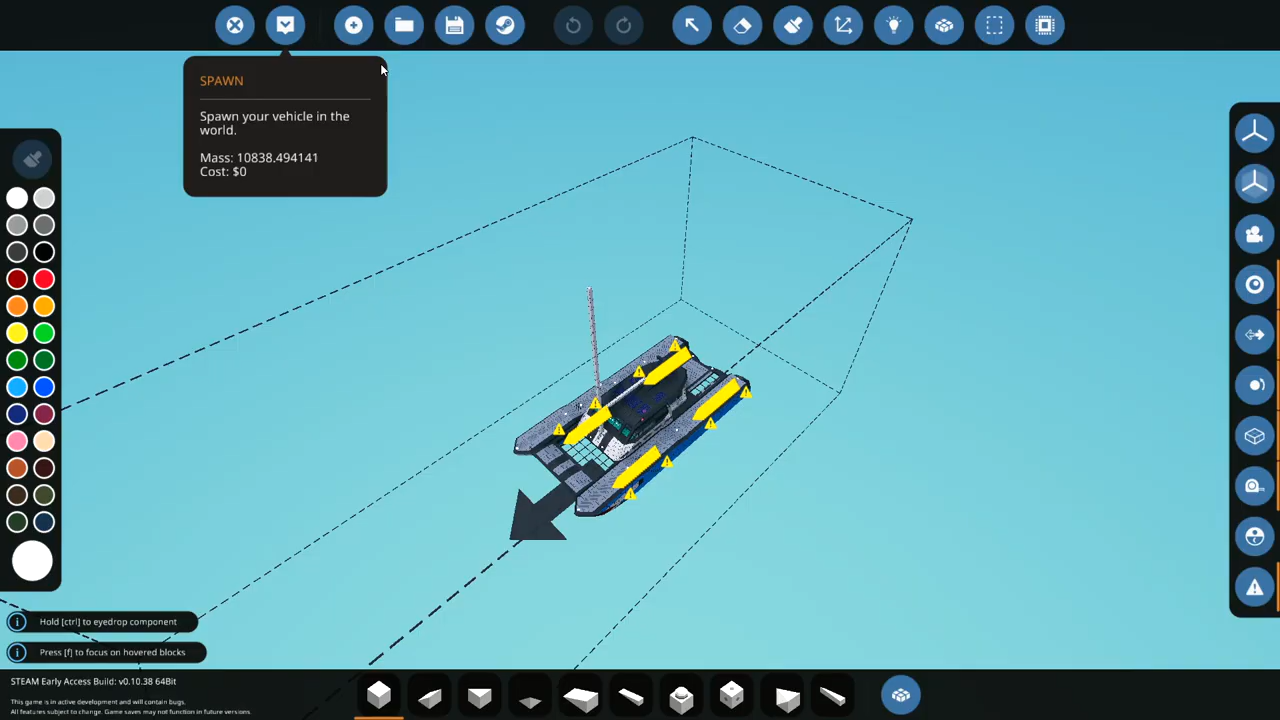 SPAWN
Spawn your vehicle in the
world.
Mass: 10838.494141
Cost: $0
Hold [ctrl] to eyedrop component
Press [f] to focus on hovered blocks
STEAM Early Access Build: v0.10.38 64Bit
This game is in active development and will contain bugs.
All features subject to change. Game saves may not function in future versions.